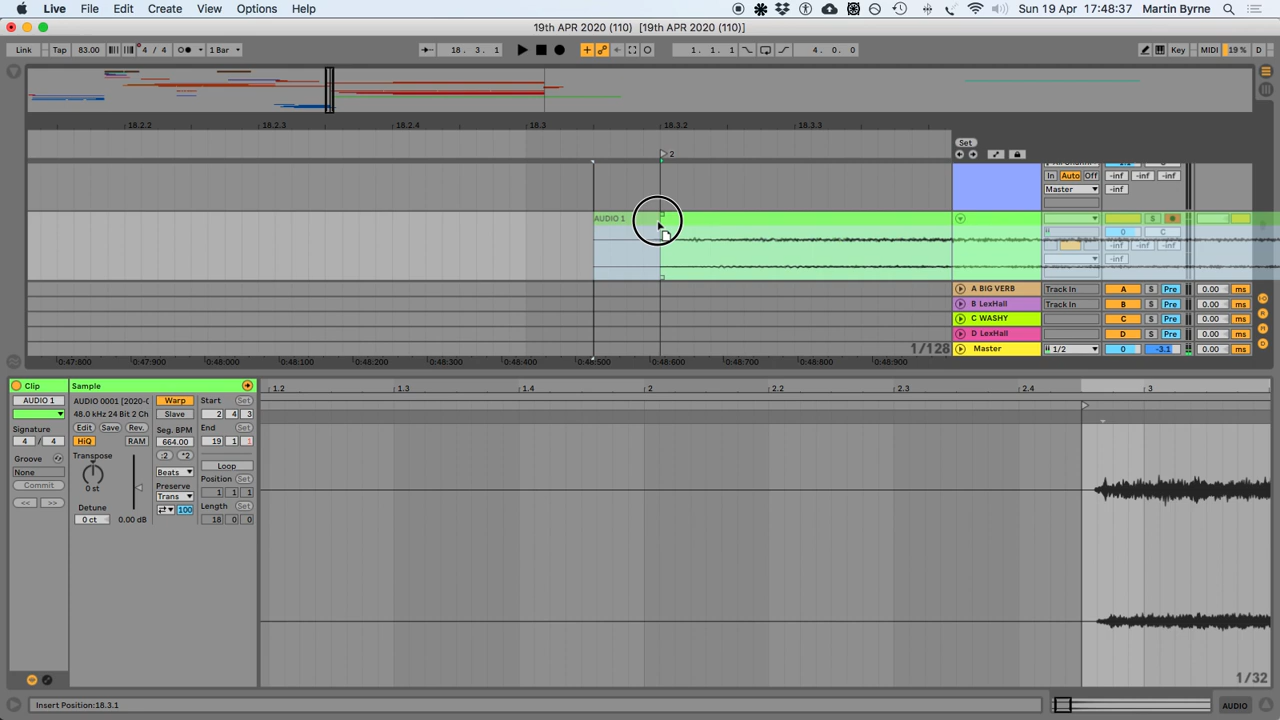 Live File Edit Create View Options Help Sun 19 Apr 17:48:37 Martin Byrne
19th APR 2020 (110) [19th APR 2020 (110)]
Link Tap 83.00 4 / 4 1 Bar 18 . 3 . 1 1 . 1 . 1 4 . 0 . 0 Key MIDI 19 % D
18.2.2 18.2.3 18.2.4 18.3 18.3.2 18.3.3
Set
2
In Auto Off -inf -inf -inf
Master -inf
AUDIO 1 S
0 C
-inf -inf
-inf
A BIG VERB Track In A S Pre 0.00 ms
B LexHall Track In B S Pre 0.00 ms
C WASHY C S Pre 0.00 ms
D LexHall D S Pre 0.00 ms
Master 1/2 0 -3.1 0.00 ms
1/128
0:47:800 0:47:900 0:48:000 0:48:100 0:48:200 0:48:300 0:48:400 0:48:500 0:48:600 0:48:700 0:48:800 0:48:900
Clip Sample
1.2 1.3 1.4 2 2.2 2.3 2.4 3
AUDIO 1 AUDIO 0001 [2020-0 Warp Start Set
48.0 kHz 24 Bit 2 Ch Slave 2 4 3
Signature Edit Save Rev. Seg. BPM End Set
4 / 4 HiQ RAM 664.00 19 1 1
Groove Transpose :2 *2 Loop
None Beats Position Set
Commit 0 st Preserve 1 1 1
<< >> Detune Trans Length Set
0 ct 0.00 dB 100 18 0 0
1/32
Insert Position:18.3.1 AUDIO